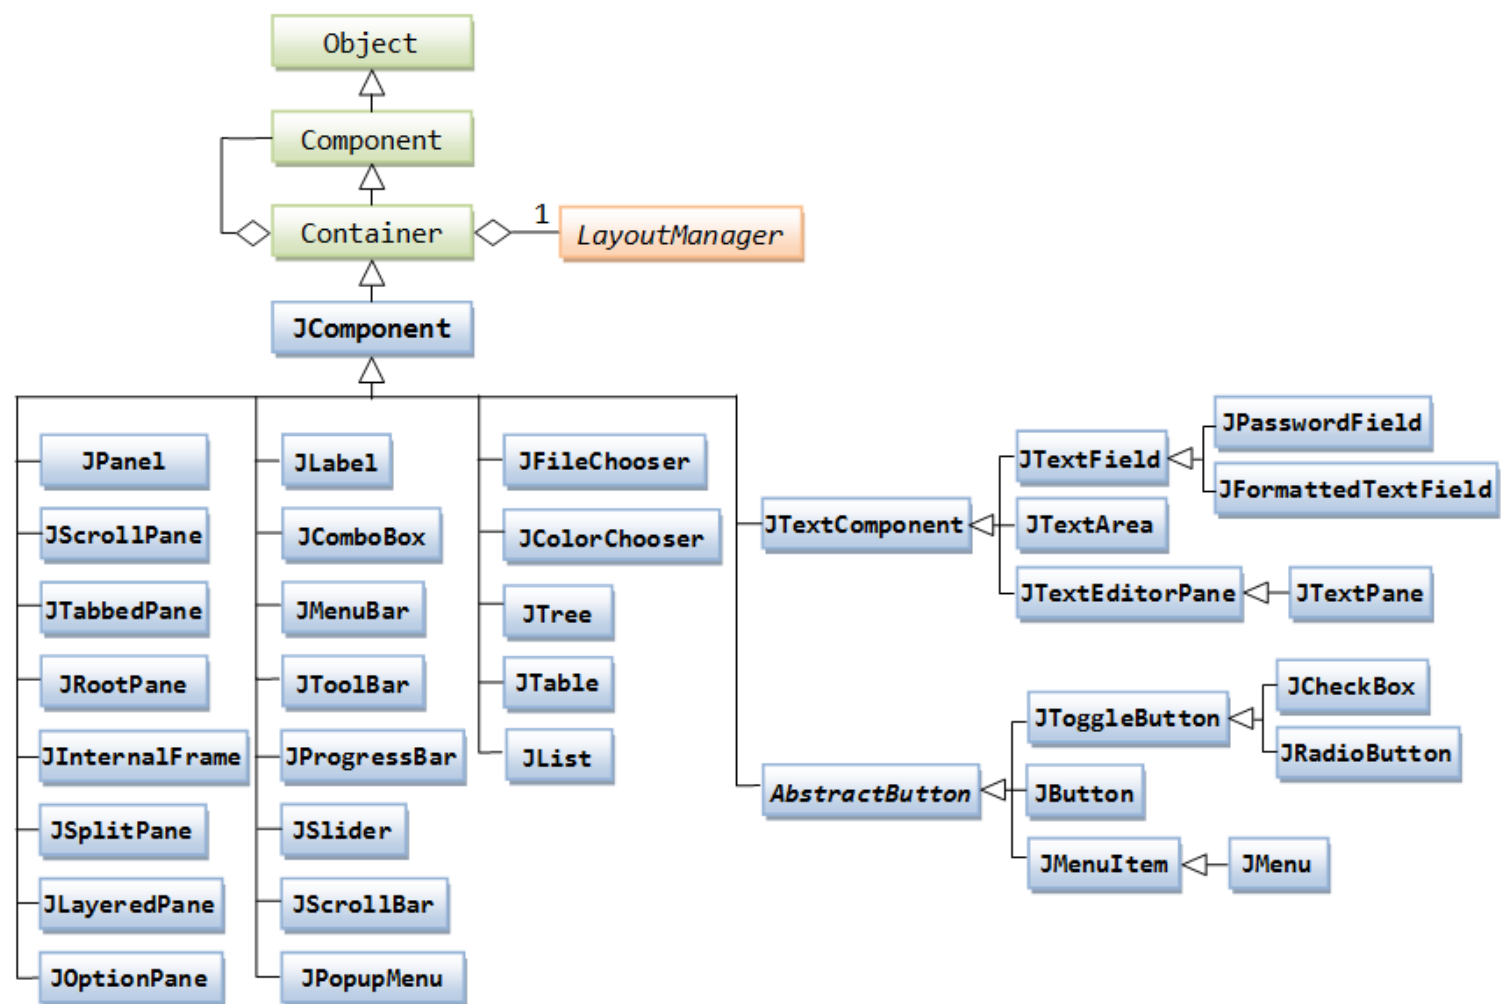 Object
Component
Container
1
LayoutManager
JComponent
JPanel
JScrollPane
JTabbedPane
JRootPane
JInternalFrame
JSplitPane
JLayeredPane
JOptionPane
JLabel
JComboBox
JMenuBar
JToolBar
JProgressBar
JSlider
JScrollBar
JPopupMenu
JFileChooser
JColorChooser
JTree
JTable
JList
JTextComponent
JTextField
JPasswordField
JFormattedTextField
JTextArea
JTextEditorPane
JTextPane
AbstractButton
JToggleButton
JCheckBox
JRadioButton
JButton
JMenuItem
JMenu